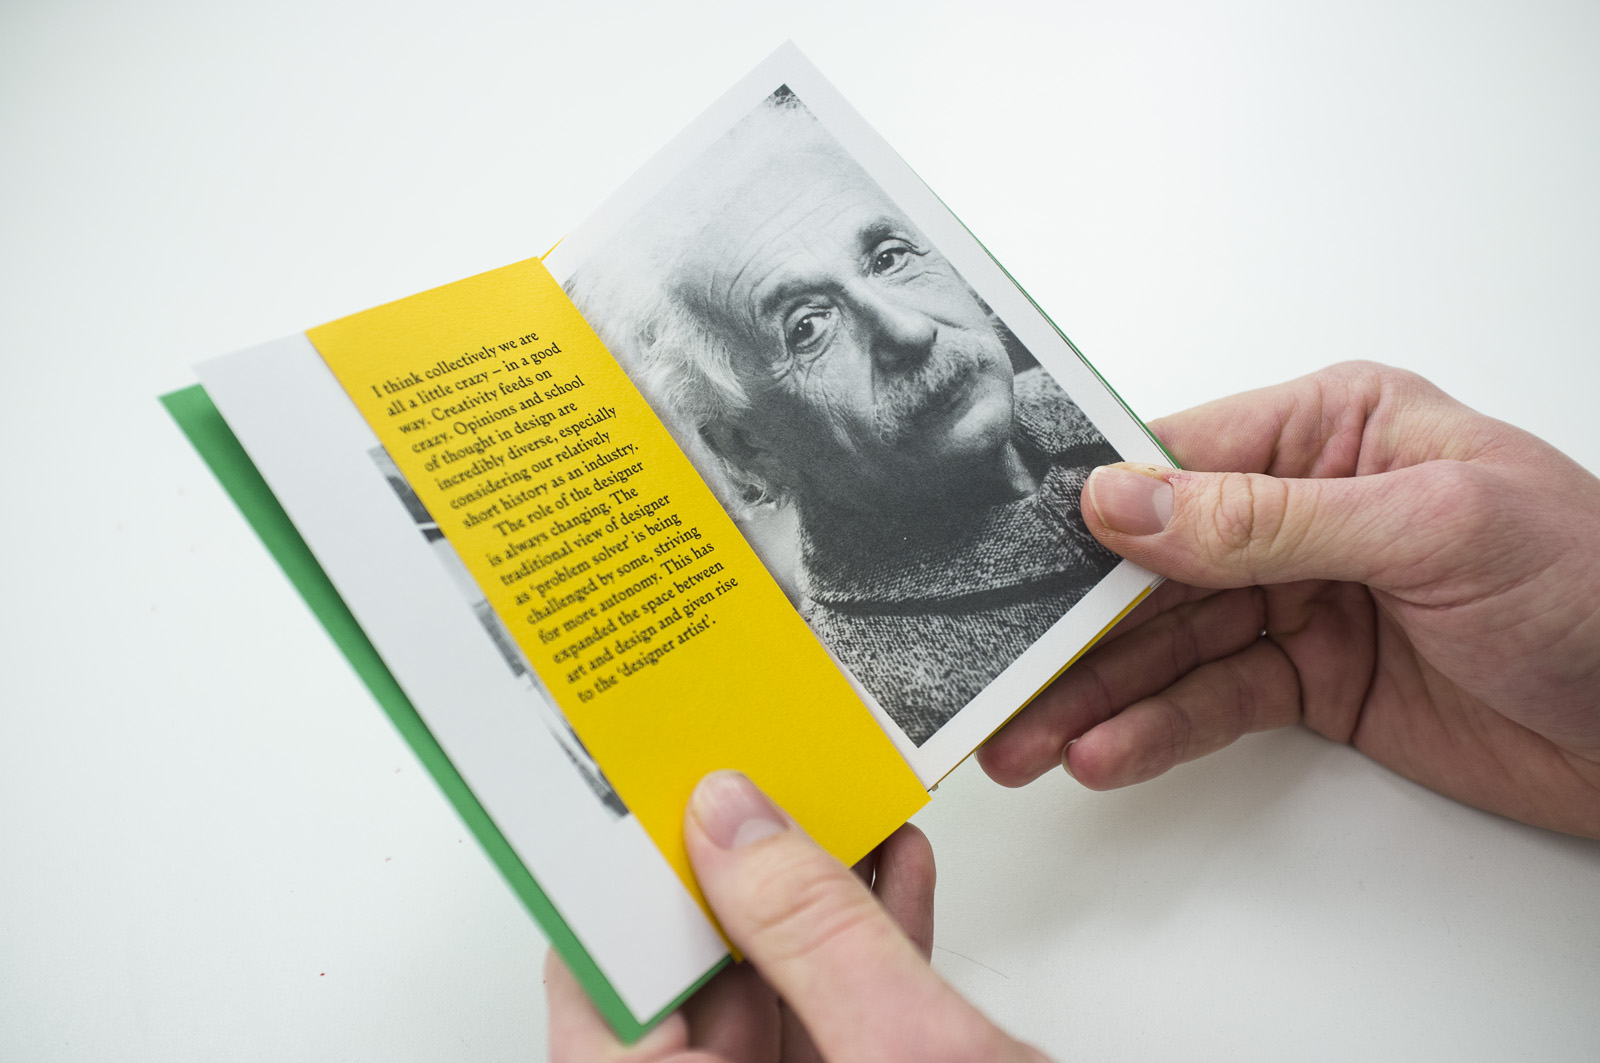 I think collectively we are
all a little crazy – in a good
way. Creativity feeds on
crazy. Opinions and school
of thought in design are
incredibly diverse, especially
considering our relatively
short history as an industry.
The role of the designer
is always changing. The
traditional view of designer
as ‘problem solver’ is being
challenged by some, striving
for more autonomy. This has
expanded the space between
art and design and given rise
to the ‘designer artist’.